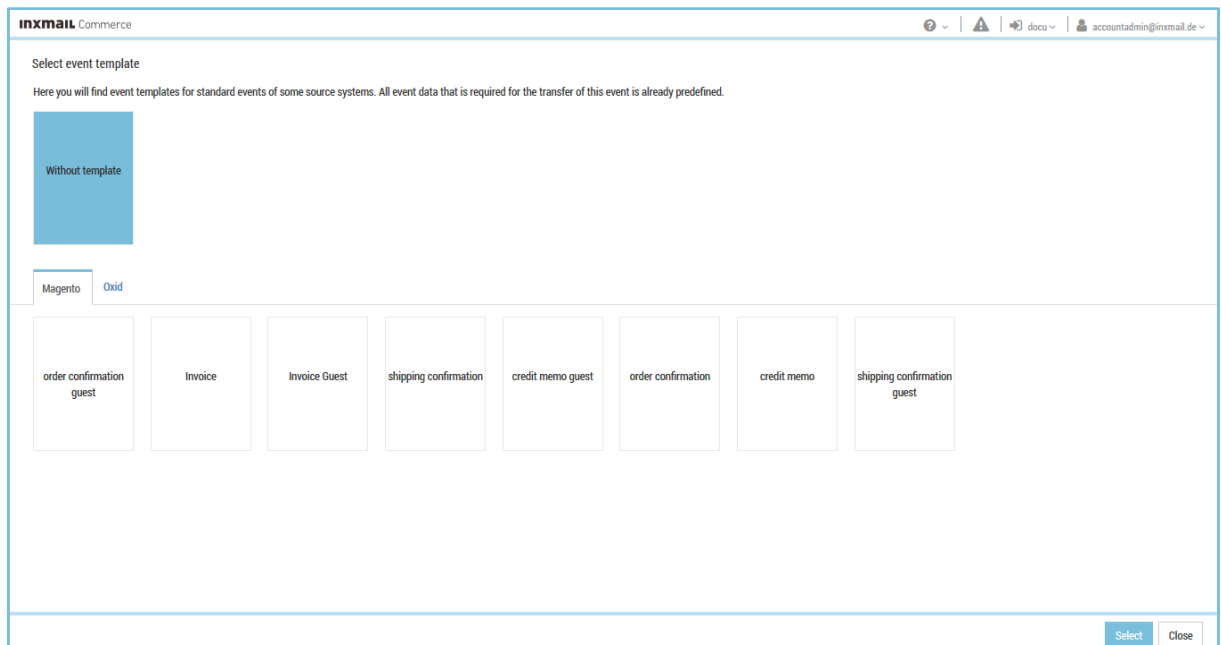 Inxmail Commerce
docu
accountadmin@inxmail.de
Select event template
Here you will find event templates for standard events of some source systems. All event data that is required for the transfer of this event is already predefined.
Without template
Magento
Oxid
order confirmation
guest
Invoice
Invoice Guest
shipping confirmation
credit memo guest
order confirmation
credit memo
shipping confirmation
guest
Select
Close